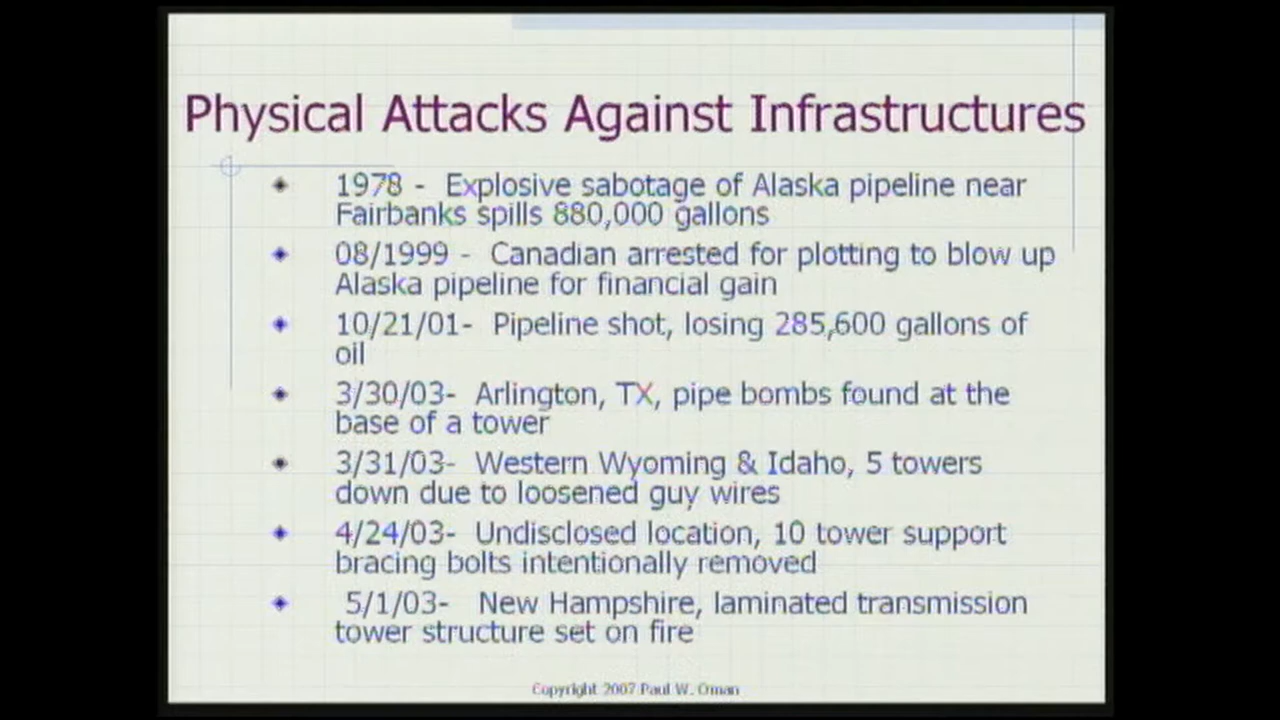 Physical Attacks Against Infrastructures
1978 -  Explosive sabotage of Alaska pipeline near
Fairbanks spills 880,000 gallons
08/1999 -  Canadian arrested for plotting to blow up
Alaska pipeline for financial gain
10/21/01-  Pipeline shot, losing 285,600 gallons of
oil
3/30/03-  Arlington, TX, pipe bombs found at the
base of a tower
3/31/03-  Western Wyoming & Idaho, 5 towers
down due to loosened guy wires
4/24/03-  Undisclosed location, 10 tower support
bracing bolts intentionally removed
5/1/03-   New Hampshire, laminated transmission
tower structure set on fire
Copyright 2007 Paul W. Oman